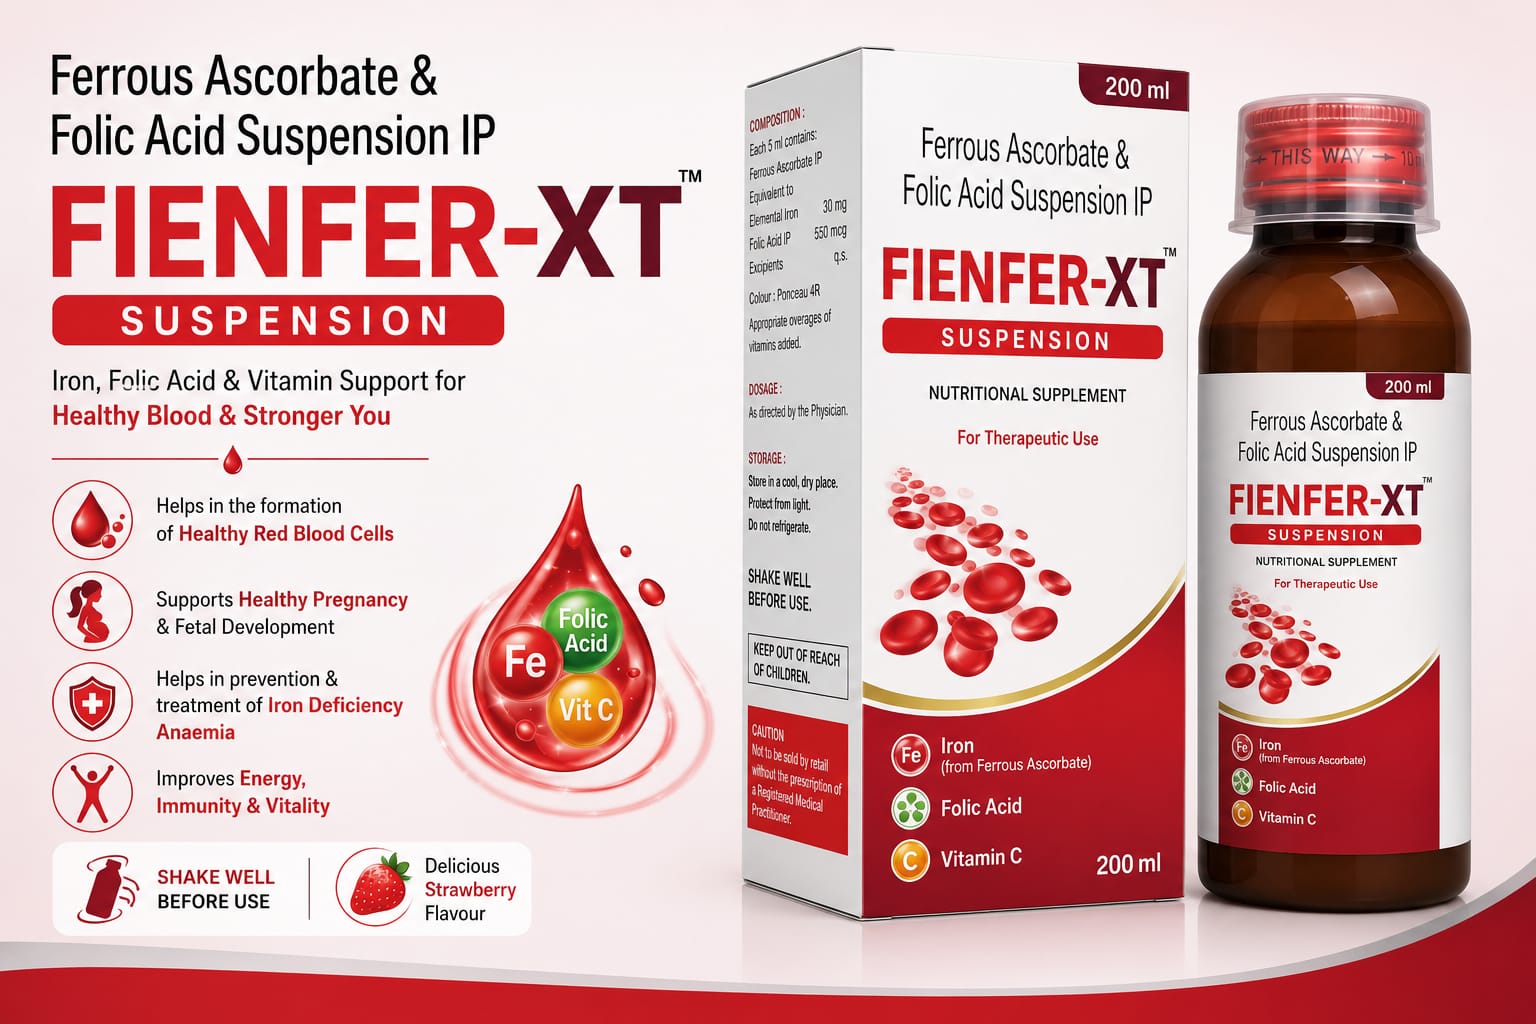 Ferrous Ascorbate &
Folic Acid Suspension IP
FIENFER-XT™
SUSPENSION
Iron, Folic Acid & Vitamin Support for
Healthy Blood & Stronger You
Helps in the formation
of Healthy Red Blood Cells
Supports Healthy Pregnancy
& Fetal Development
Helps in prevention &
treatment of Iron Deficiency
Anaemia
Improves Energy,
Immunity & Vitality
SHAKE WELL
BEFORE USE
Delicious
Strawberry
Flavour
Fe
Folic
Acid
Vit C
COMPOSITION :
Each 5 ml contains:
Ferrous Ascorbate IP
Equivalent to
Elemental Iron 30 mg
Folic Acid IP 550 mcg
Excipients q.s.
Colour : Ponceau 4R
Appropriate overages of
vitamins added.
DOSAGE :
As directed by the Physician.
STORAGE :
Store in a cool, dry place.
Protect from light.
Do not refrigerate.
SHAKE WELL
BEFORE USE.
KEEP OUT OF REACH
OF CHILDREN.
CAUTION
Not to be sold by retail
without the prescription of
a Registered Medical
Practitioner.
200 ml
Ferrous Ascorbate &
Folic Acid Suspension IP
FIENFER-XT™
SUSPENSION
NUTRITIONAL SUPPLEMENT
For Therapeutic Use
Fe
Iron
(from Ferrous Ascorbate)
Folic Acid
C
Vitamin C
200 ml
THIS WAY → 10 m
200 ml
Ferrous Ascorbate &
Folic Acid Suspension IP
FIENFER-XT™
SUSPENSION
NUTRITIONAL SUPPLEMENT
For Therapeutic Use
Fe
Iron
(from Ferrous Ascorbate)
Folic Acid
C
Vitamin C